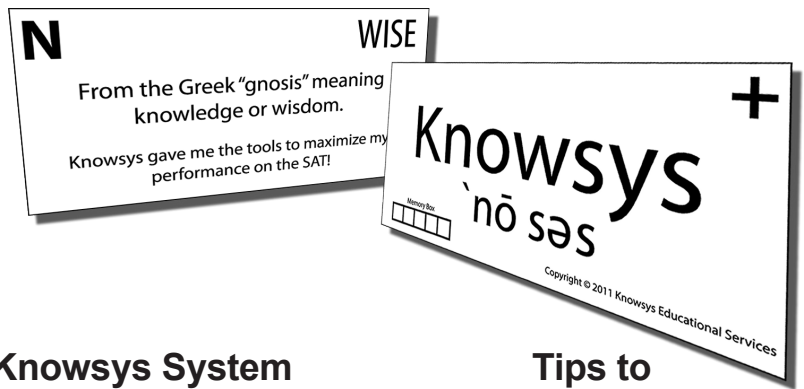 N
WISE
From the Greek “gnosis” meaning
knowledge or wisdom.
Knowsys gave me the tools to maximize my
performance on the SAT!
+
Knowsys
`nō səs
Memory Box
Copyright © 2011 Knowsys Educational Services
Knowsys System
Tips to